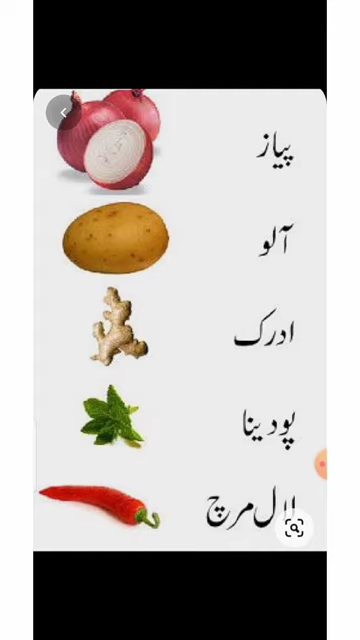 پیاز
آلو
ادرک
پودینا
لال مرچ